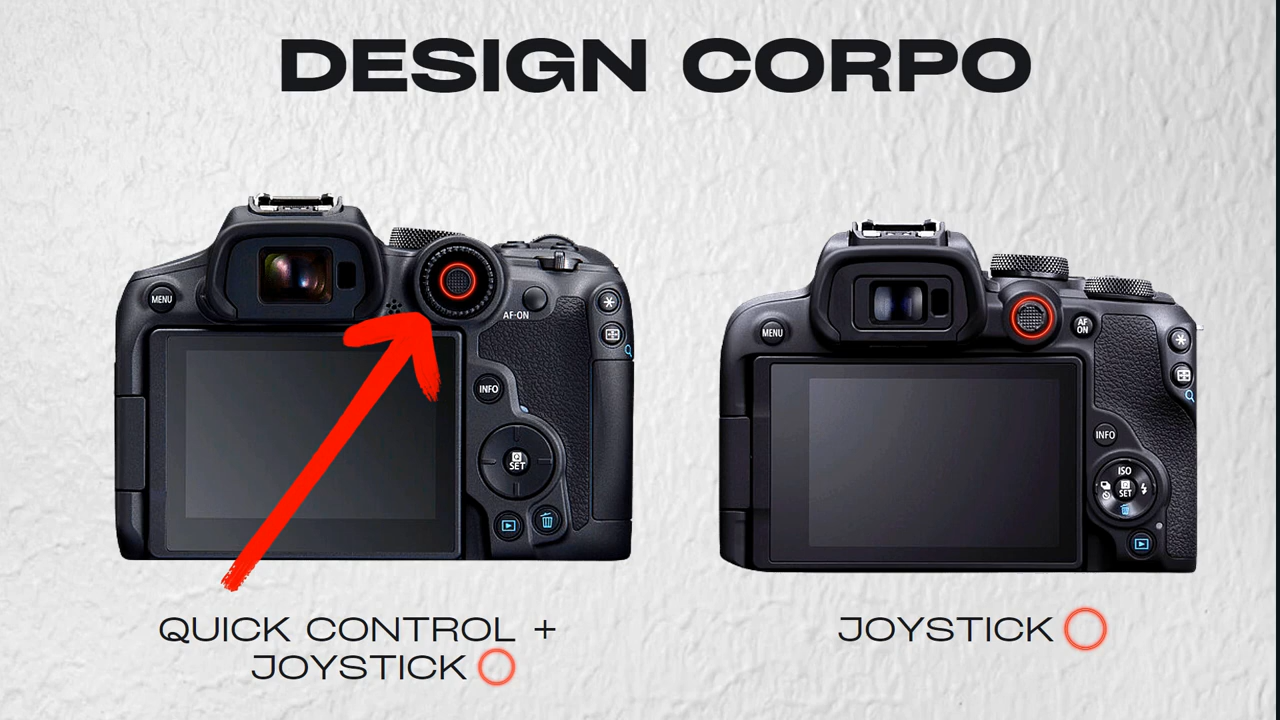 DESIGN CORPO
MENU
AF-ON
INFO
Q
SET
QUICK CONTROL +
JOYSTICK
MENU
AF
ON
INFO
ISO
Q
SET
JOYSTICK